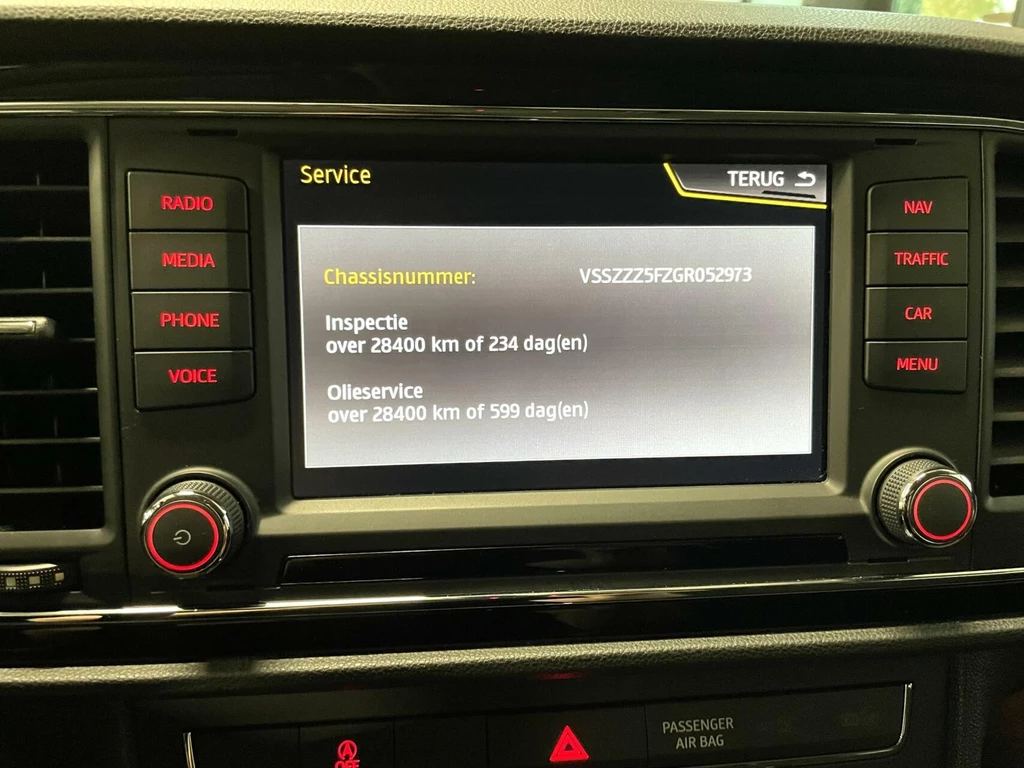 Service
TERUG
RADIO
MEDIA
PHONE
VOICE
Chassisnummer: VSSZZZ5FZGR052973
Inspectie
over 28400 km of 234 dag(en)
Olieservice
over 28400 km of 599 dag(en)
NAV
TRAFFIC
CAR
MENU
OFF
PASSENGER
AIR BAG